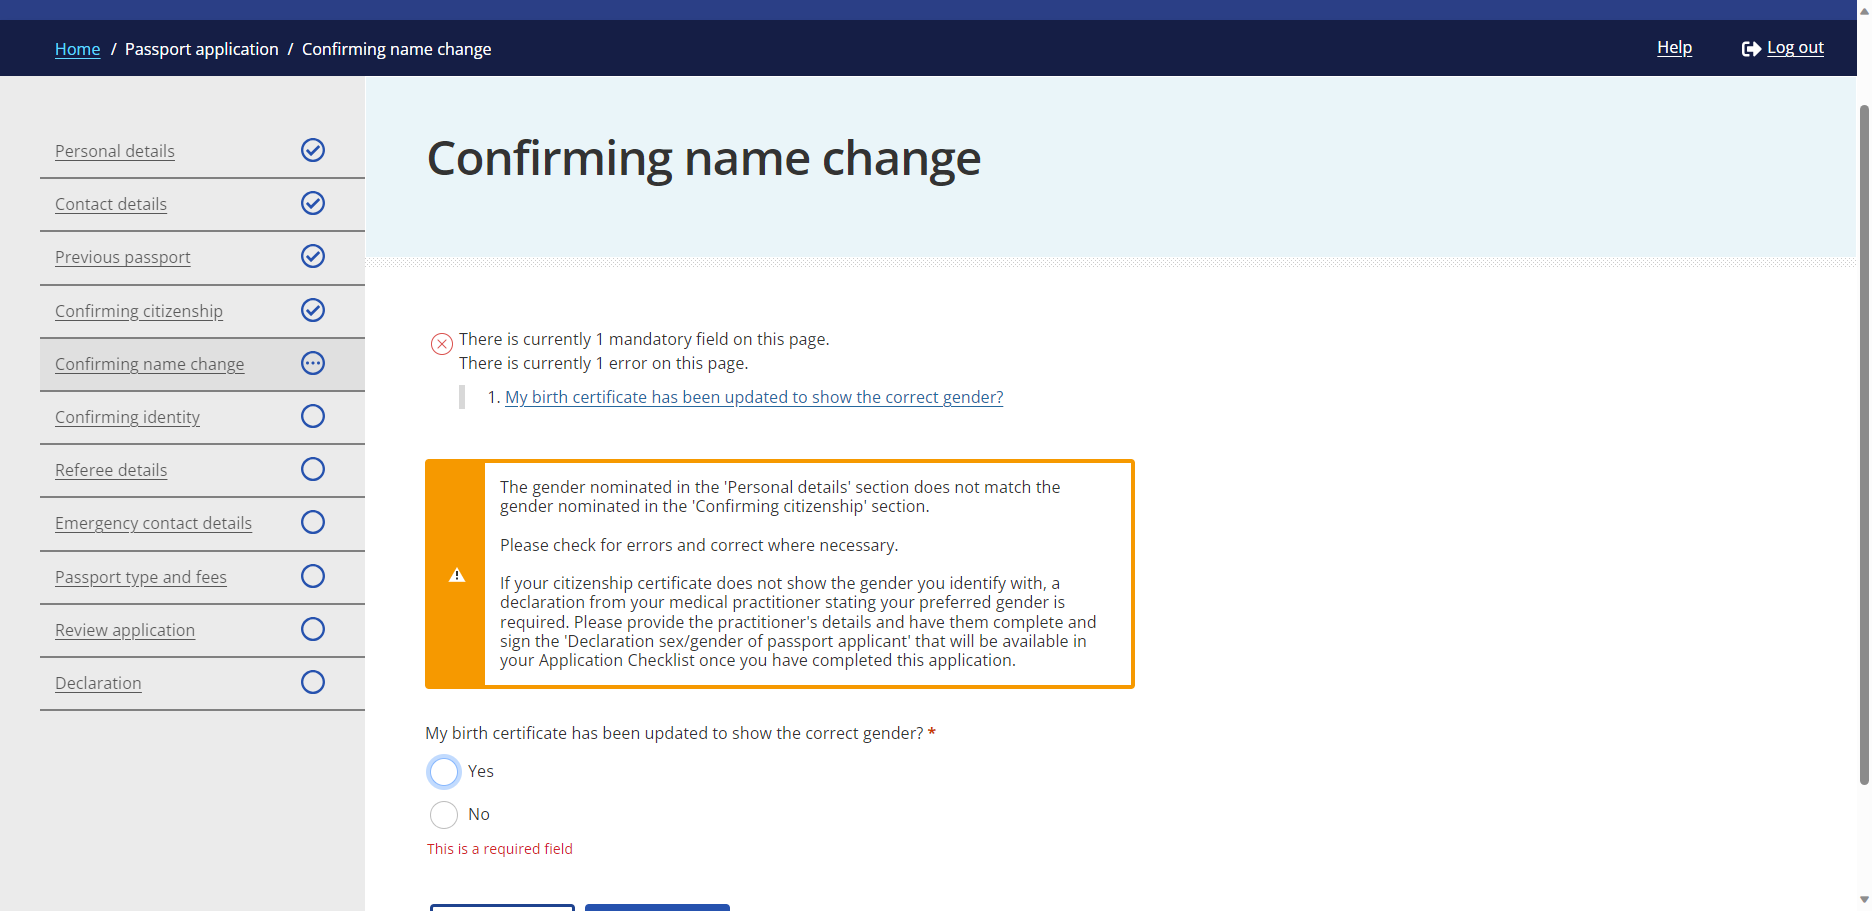 Home / Passport application / Confirming name change
Help
Log out
Personal details
Contact details
Previous passport
Confirming citizenship
Confirming name change
Confirming identity
Referee details
Emergency contact details
Passport type and fees
Review application
Declaration
Confirming name change
There is currently 1 mandatory field on this page.
There is currently 1 error on this page.
1. My birth certificate has been updated to show the correct gender?
The gender nominated in the 'Personal details' section does not match the
gender nominated in the 'Confirming citizenship' section.
Please check for errors and correct where necessary.
If your citizenship certificate does not show the gender you identify with, a
declaration from your medical practitioner stating your preferred gender is
required. Please provide the practitioner's details and have them complete and
sign the 'Declaration sex/gender of passport applicant' that will be available in
your Application Checklist once you have completed this application.
My birth certificate has been updated to show the correct gender? *
Yes
No
This is a required field